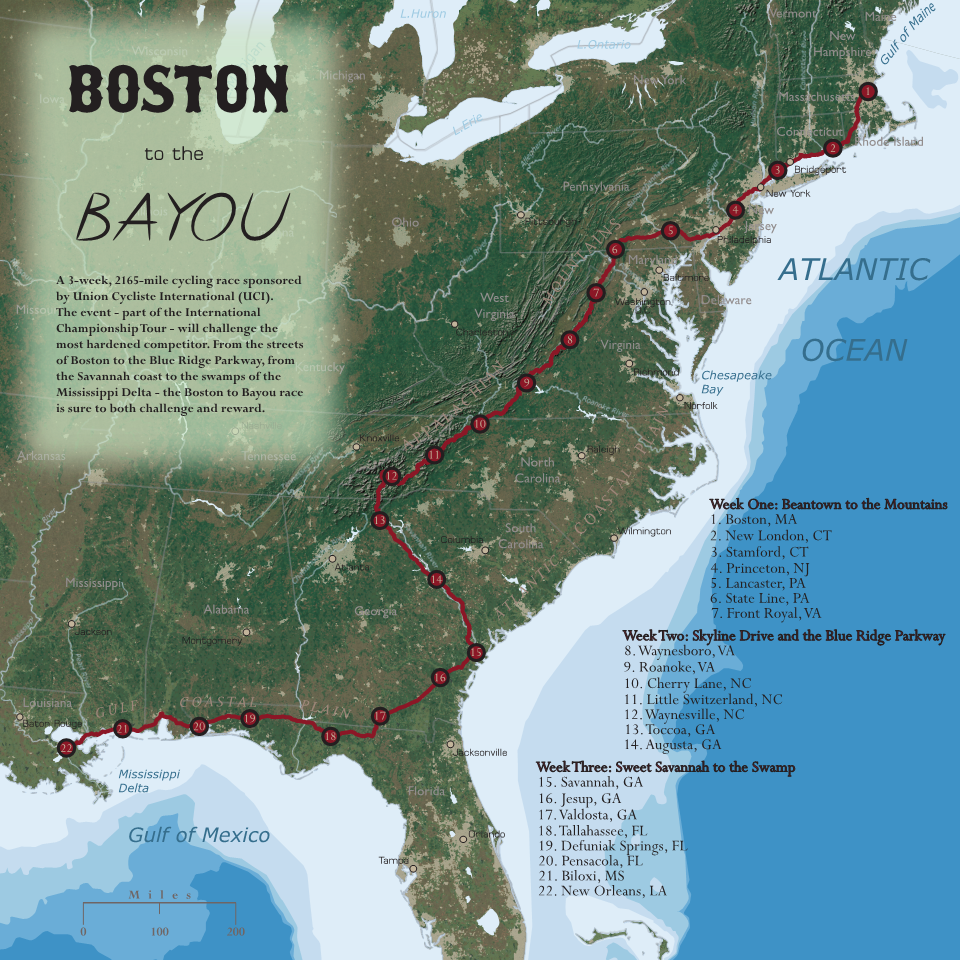 BOSTON
to the
BAYOU
A 3-week, 2165-mile cycling race sponsored
by Union Cycliste International (UCI).
The event - part of the International
Championship Tour - will challenge the
most hardened competitor. From the streets
of Boston to the Blue Ridge Parkway, from
the Savannah coast to the swamps of the
Mississippi Delta - the Boston to Bayou race
is sure to both challenge and reward.
Week One: Beantown to the Mountains
1. Boston, MA
2. New London, CT
3. Stamford, CT
4. Princeton, NJ
5. Lancaster, PA
6. State Line, PA
7. Front Royal, VA
Week Two: Skyline Drive and the Blue Ridge Parkway
8. Waynesboro, VA
9. Roanoke, VA
10. Cherry Lane, NC
11. Little Switzerland, NC
12. Waynesville, NC
13. Toccoa, GA
14. Augusta, GA
Week Three: Sweet Savannah to the Swamp
15. Savannah, GA
16. Jesup, GA
17. Valdosta, GA
18. Tallahassee, FL
19. Defuniak Springs, FL
20. Pensacola, FL
21. Biloxi, MS
22. New Orleans, LA
L. Huron
L. Ontario
L. Erie
Gulf of Maine
Vermont
Maine
New
Hampshire
Massachusetts
Connecticut
Rhode Island
New York
Michigan
Wisconsin
Iowa
Pennsylvania
Ohio
West
Virginia
Maryland
Delaware
Virginia
Kentucky
Missouri
Arkansas
Tennessee
North
Carolina
South
Carolina
Georgia
Alabama
Mississippi
Louisiana
Florida
Bridgeport
New York
Philadelphia
Baltimore
Washington
Richmond
Norfolk
Charleston
Knoxville
Raleigh
Wilmington
Columbia
Atlanta
Montgomery
Jackson
Baton Rouge
Jacksonville
Orlando
Tampa
ATLANTIC
OCEAN
Chesapeake
Bay
Mississippi
Delta
Gulf of Mexico
GULF COASTAL PLAIN
1
2
3
4
5
6
7
8
9
10
11
12
13
14
15
16
17
18
19
20
21
22
Miles
0 100 200